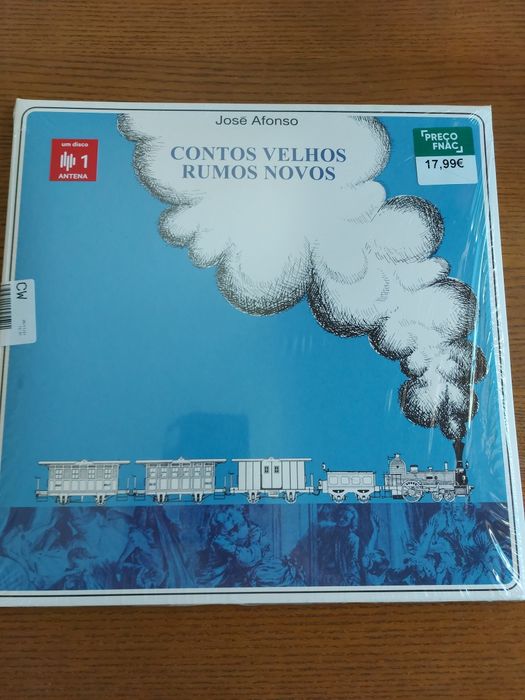 José Afonso
CONTOS VELHOS
RUMOS NOVOS
um disco
1
ANTENA
PREÇO
FNAC
17,99€
CW